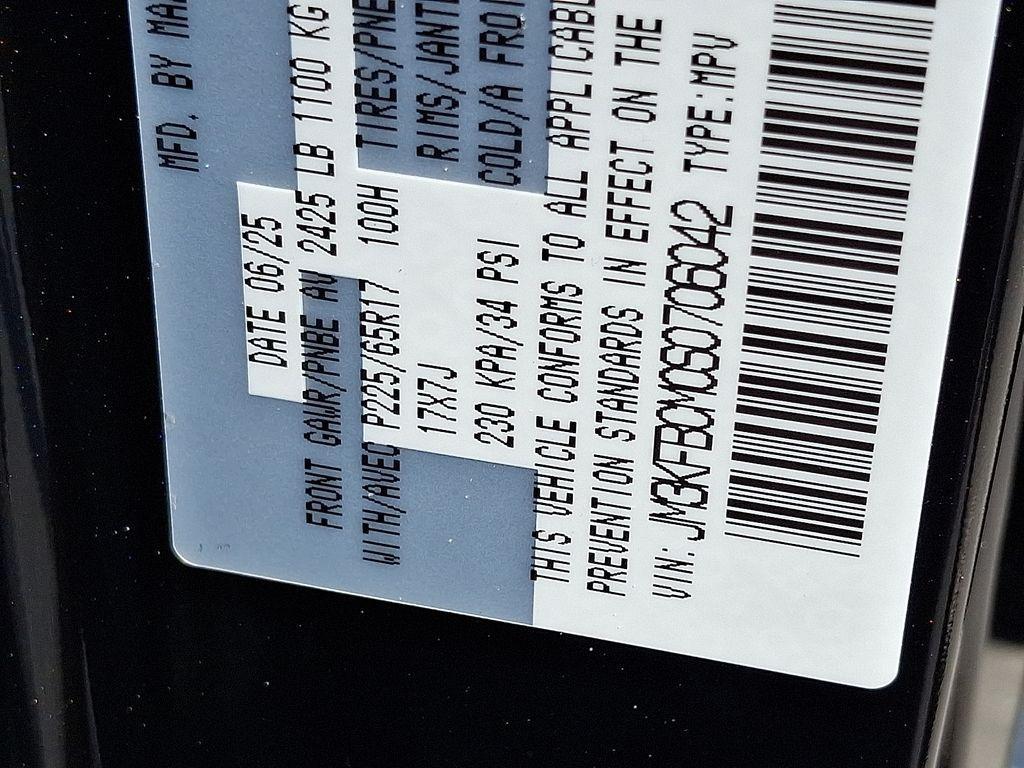 MFD. BY MA
DATE 06/25
FRONT GAWR/PNBE AV 2425 LB 1100 KG
WITH/AVEC P225/65R17 100H TIRES/PNE
17X7J RIMS/JANT
230 KPA/34 PSI COLD/A FROI
THIS VEHICLE CONFORMS TO ALL APPLICABL
PREVENTION STANDARDS IN EFFECT ON THE
VIN: JM3KFBCM0S0706042 TYPE:MPV